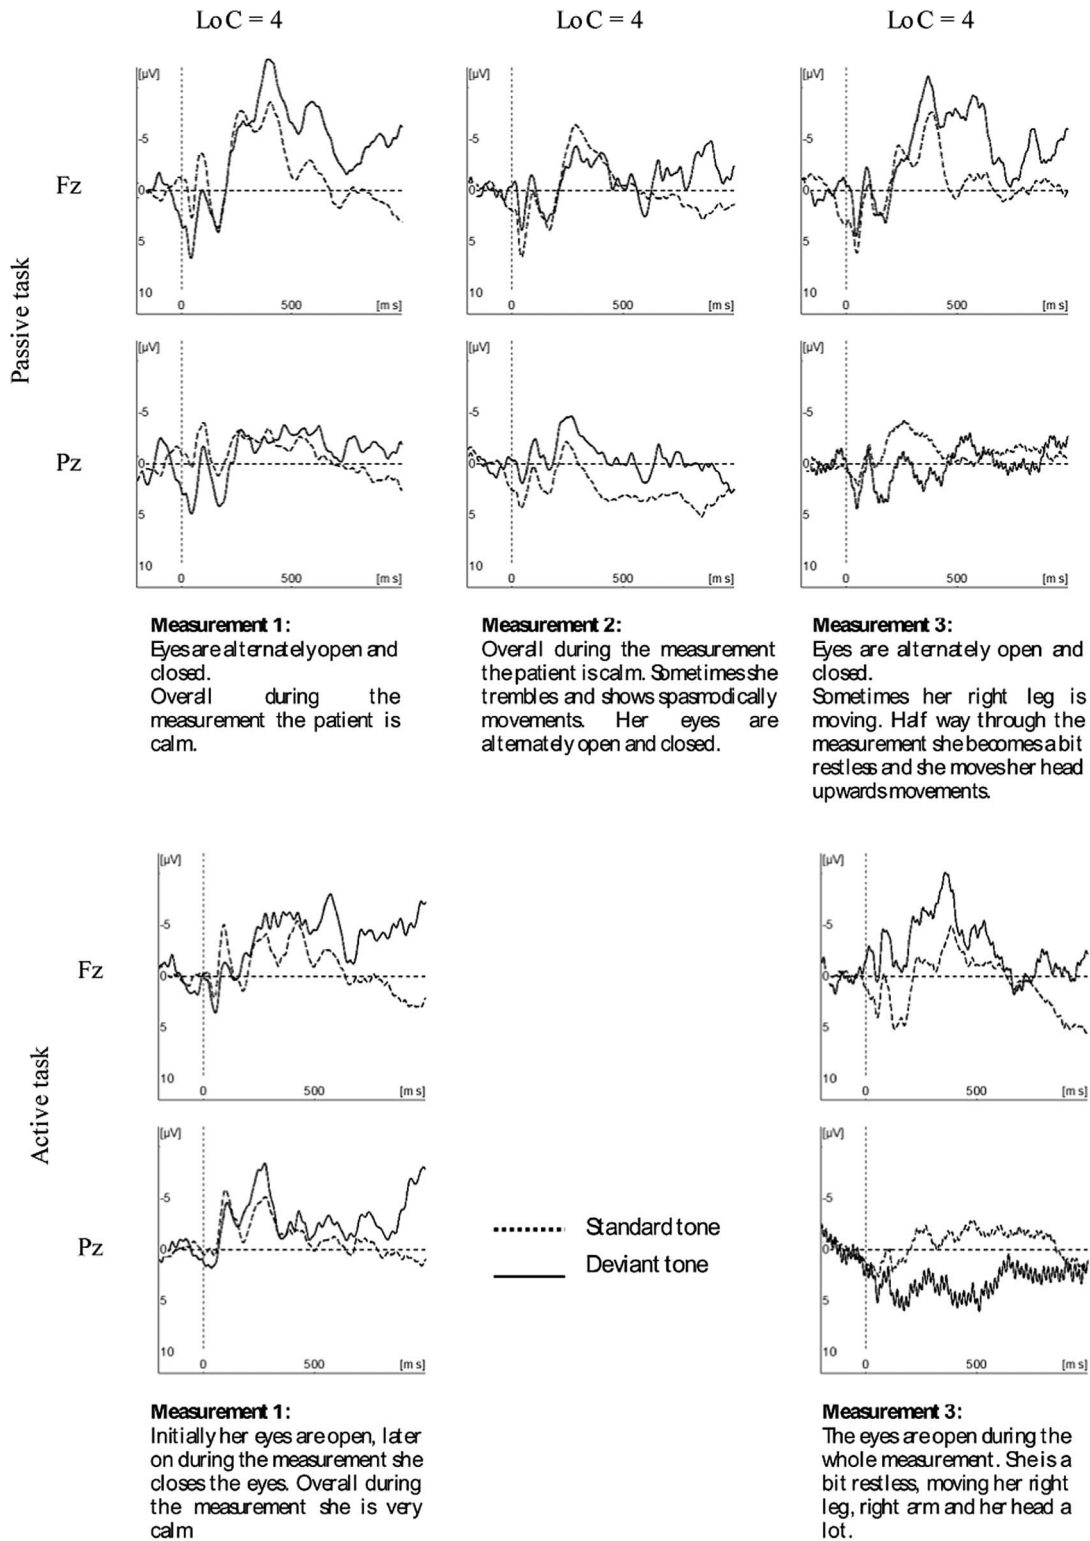 LoC = 4
LoC = 4
LoC = 4
Passive task
Fz
[µV]
-5
0
5
10
0
500
[ms]
[µV]
-5
0
5
10
0
500
[ms]
[µV]
-5
0
5
10
0
500
[ms]
Pz
[µV]
-5
0
5
10
0
500
[ms]
[µV]
-5
0
5
10
0
500
[ms]
[µV]
-5
0
5
10
0
500
[ms]
Measurement 1:
Eyes are alternately open and
closed.
Overall during the
measurement the patient is
calm.
Measurement 2:
Overall during the measurement
the patient is calm. Sometimes she
trembles and shows spasmodically
movements. Her eyes are
alternately open and closed.
Measurement 3:
Eyes are alternately open and
closed.
Sometimes her right leg is
moving. Half way through the
measurement she becomes a bit
restless and she moves her head
upwards movements.
Active task
Fz
[µV]
-5
0
5
10
0
500
[ms]
[µV]
-5
0
5
10
0
500
[ms]
Pz
[µV]
-5
0
5
10
0
500
[ms]
Standard tone
Deviant tone
[µV]
-5
0
5
10
0
500
[ms]
Measurement 1:
Initially her eyes are open, later
on during the measurement she
closes the eyes. Overall during
the measurement she is very
calm
Measurement 3:
The eyes are open during the
whole measurement. She is a
bit restless, moving her right
leg, right arm and her head a
lot.